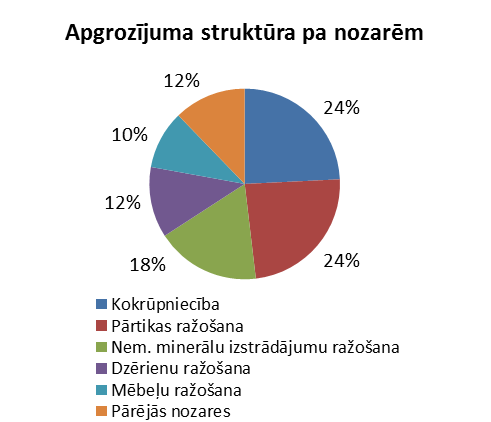 Apgrozījuma struktūra pa nozarēm
12%
24%
10%
12%
18%
24%
Kokrūpniecība
Pārtikas ražošana
Nem. minerālu izstrādājumu ražošana
Dzērienu ražošana
Mēbeļu ražošana
Pārējās nozares